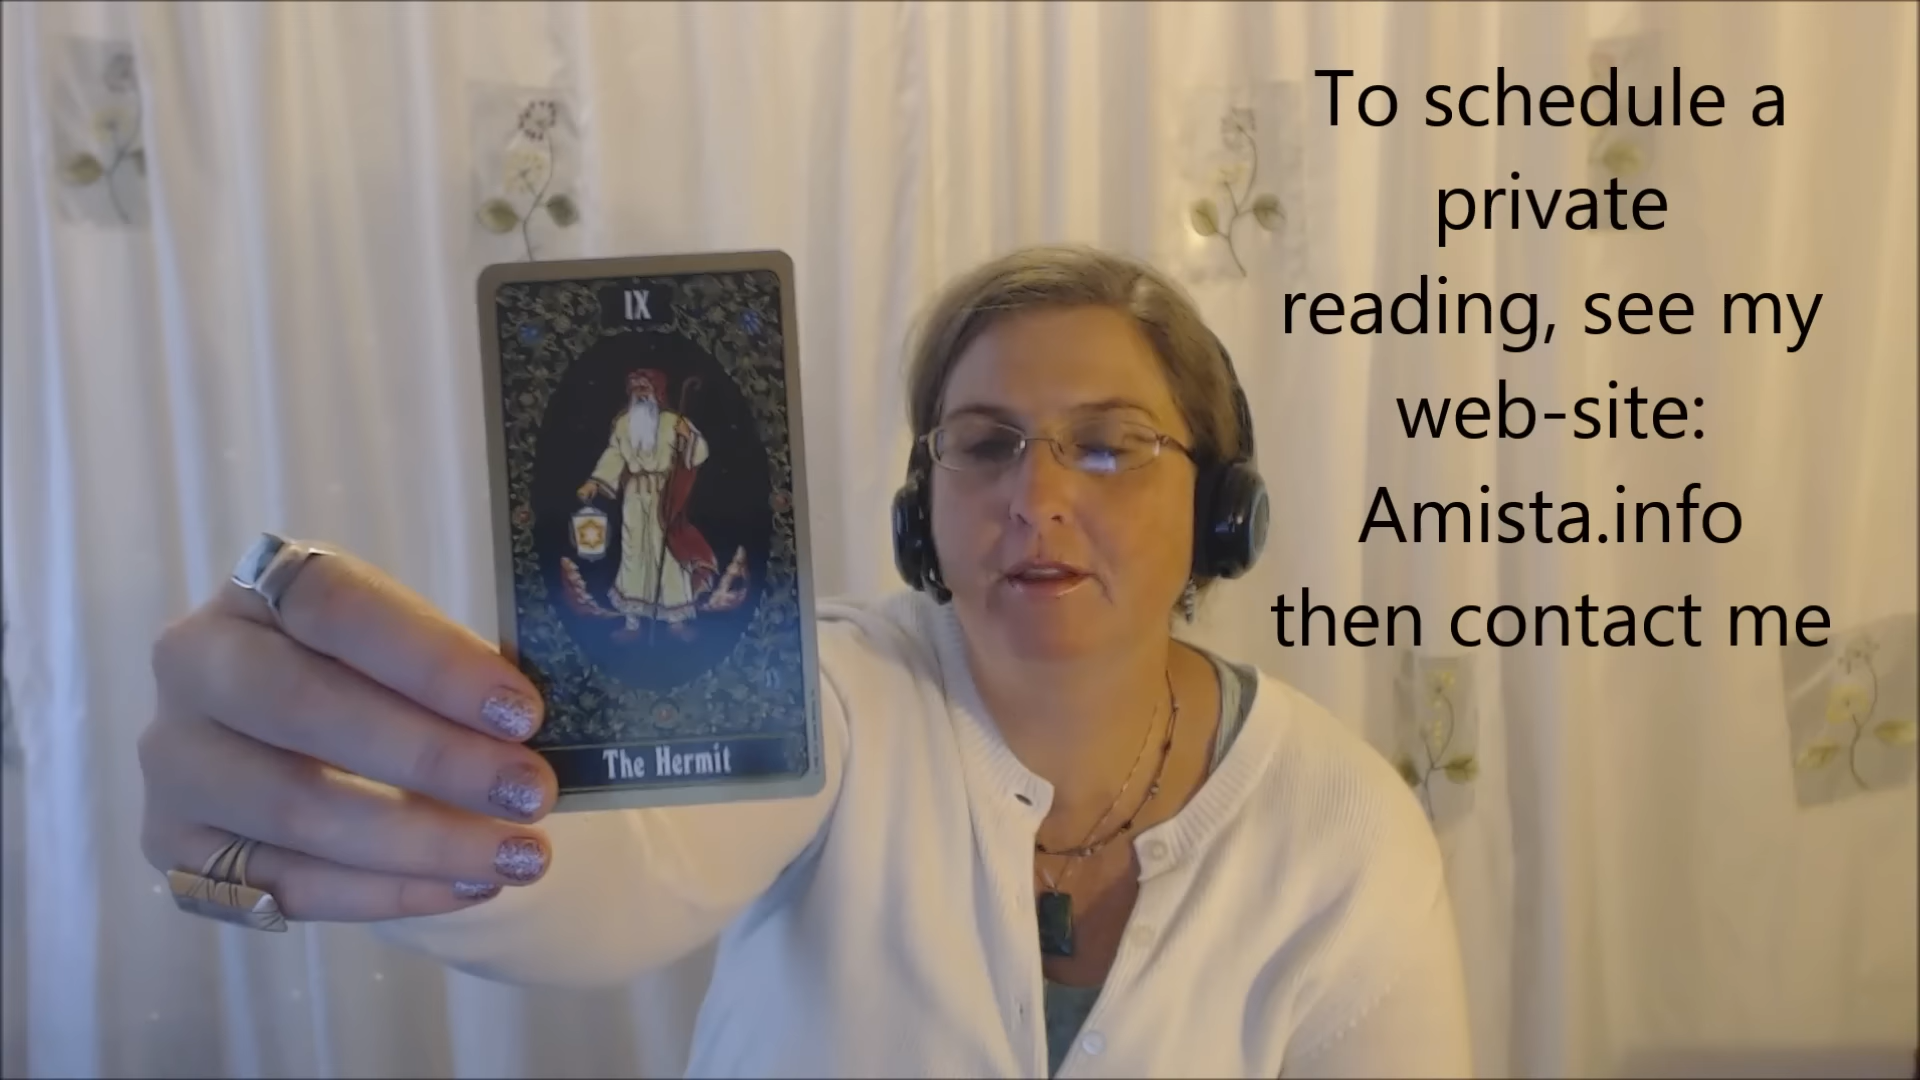 IX
The Hermit
To schedule a
private
reading, see my
web-site:
Amista.info
then contact me